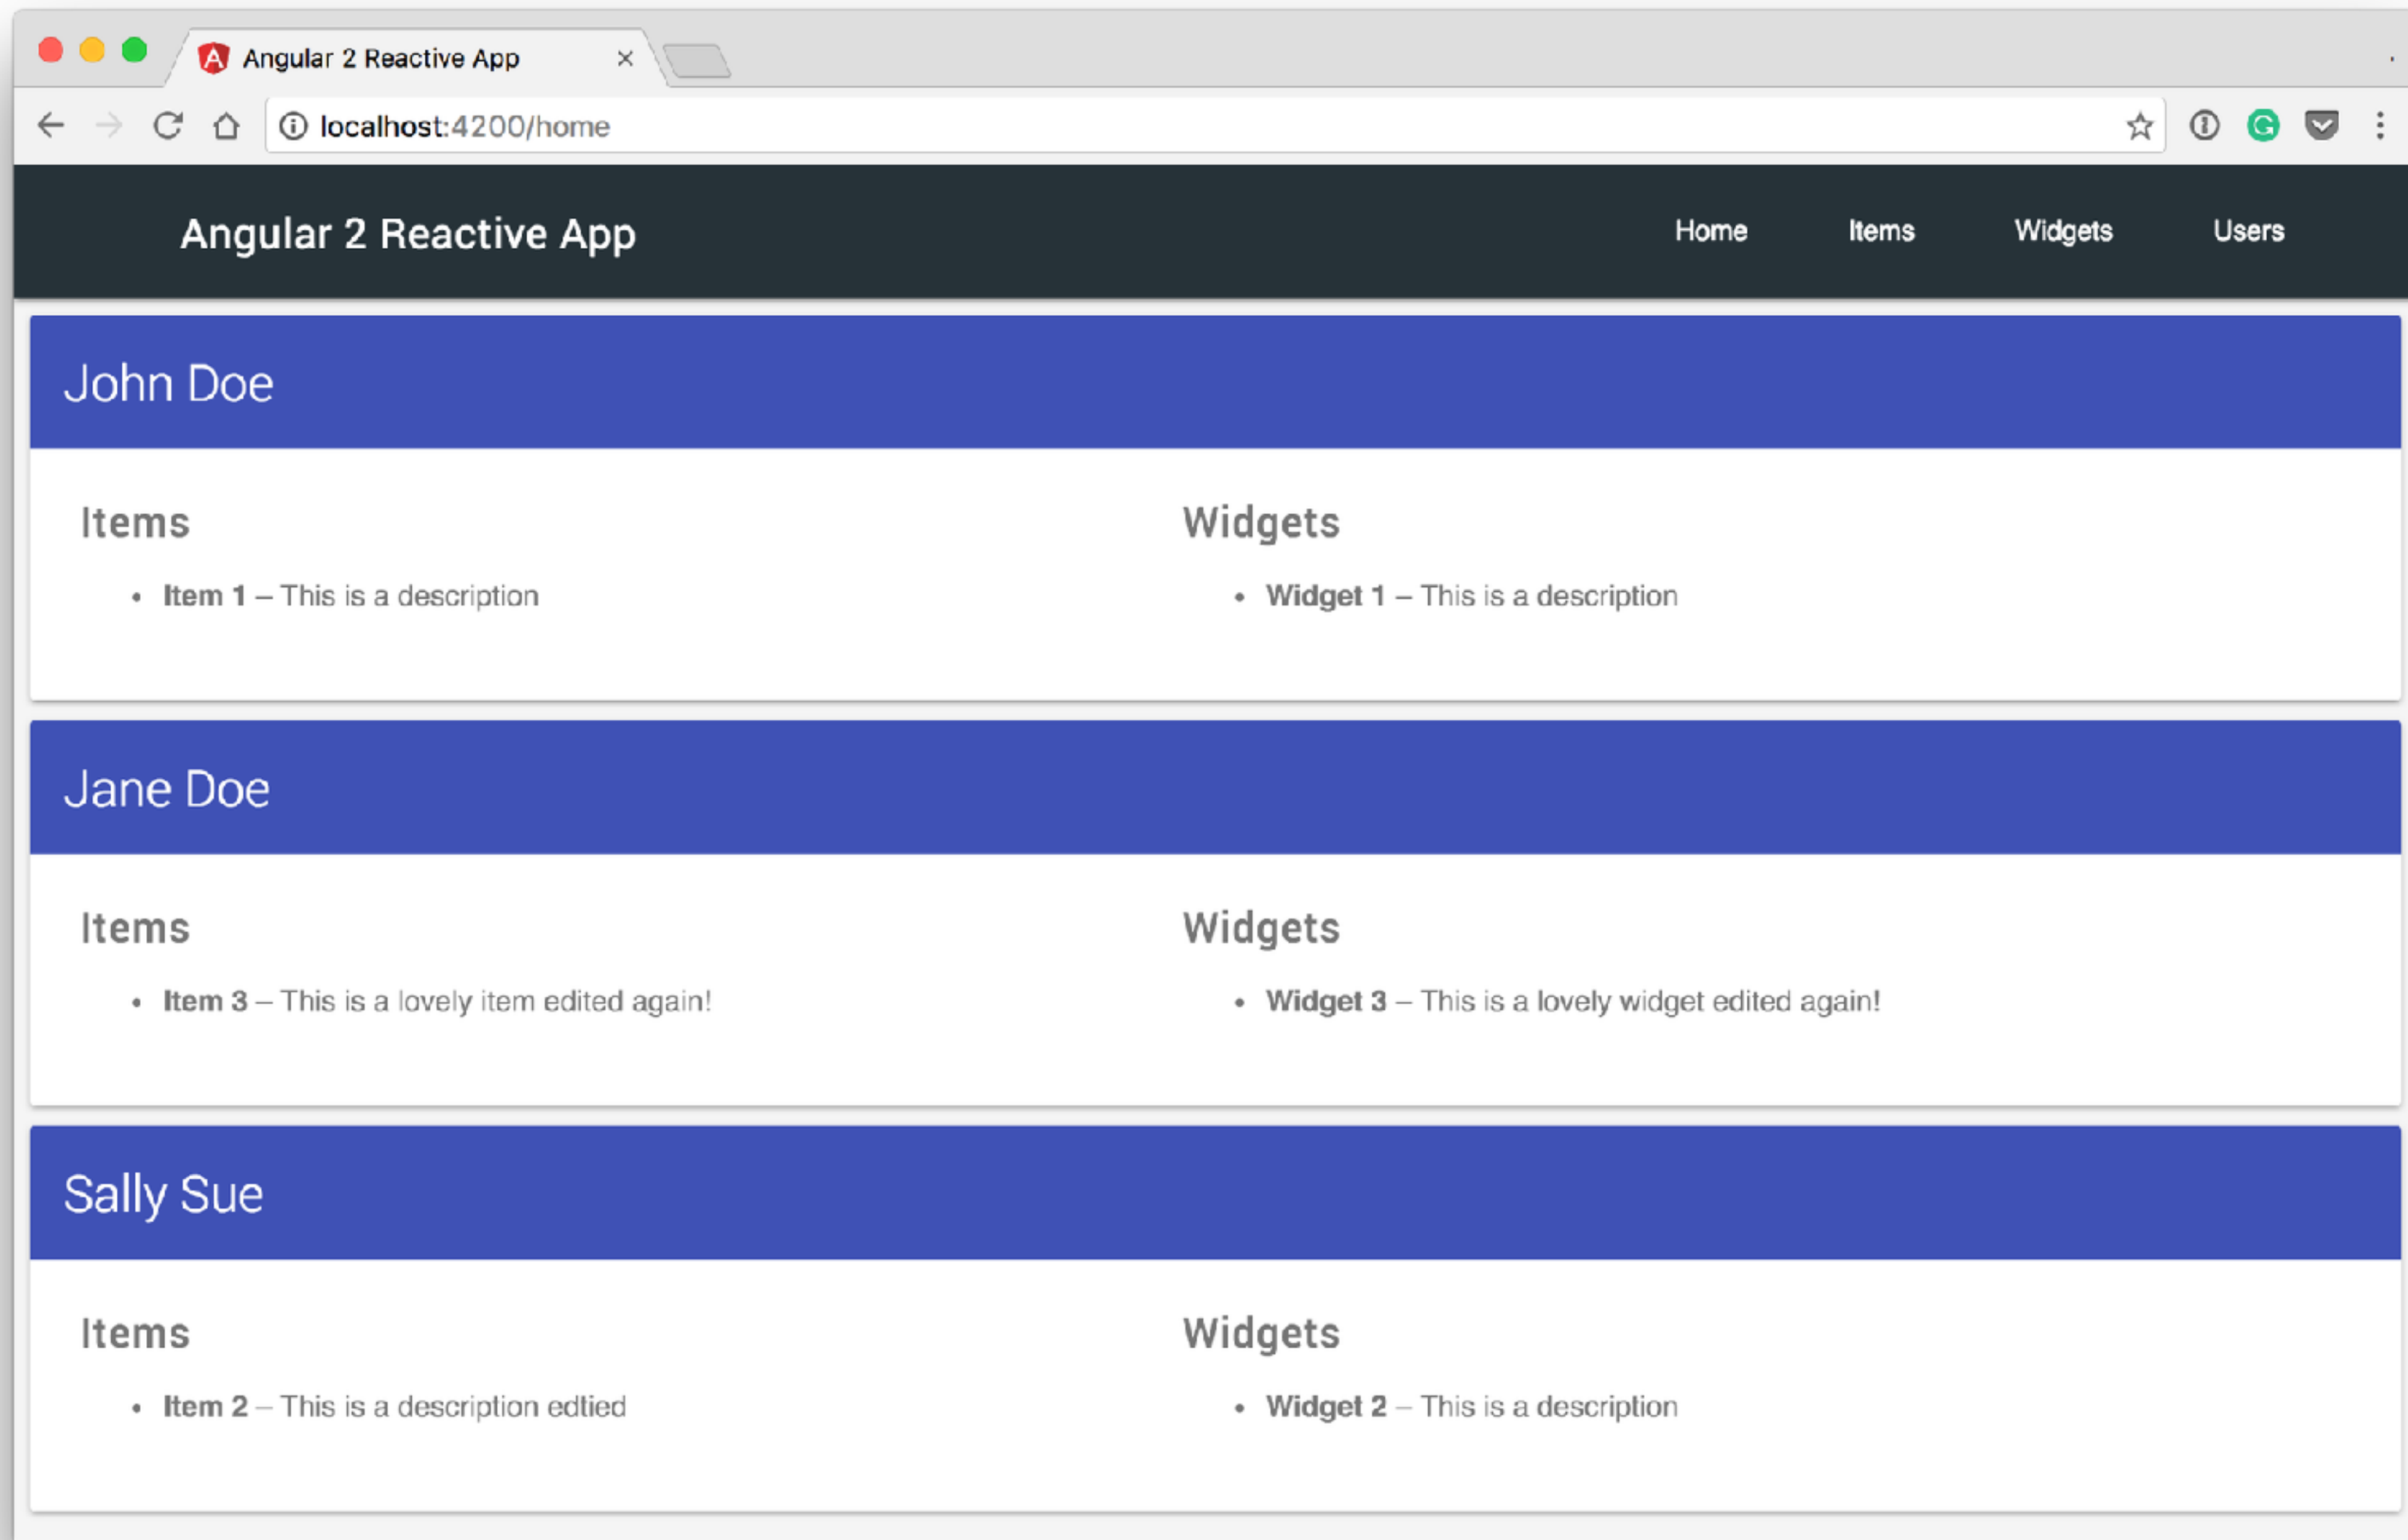 Angular 2 Reactive App
localhost:4200/home
Angular 2 Reactive App Home Items Widgets Users
John Doe
Items Widgets
• Item 1 – This is a description • Widget 1 – This is a description
Jane Doe
Items Widgets
• Item 3 – This is a lovely item edited again! • Widget 3 – This is a lovely widget edited again!
Sally Sue
Items Widgets
• Item 2 – This is a description edtied • Widget 2 – This is a description